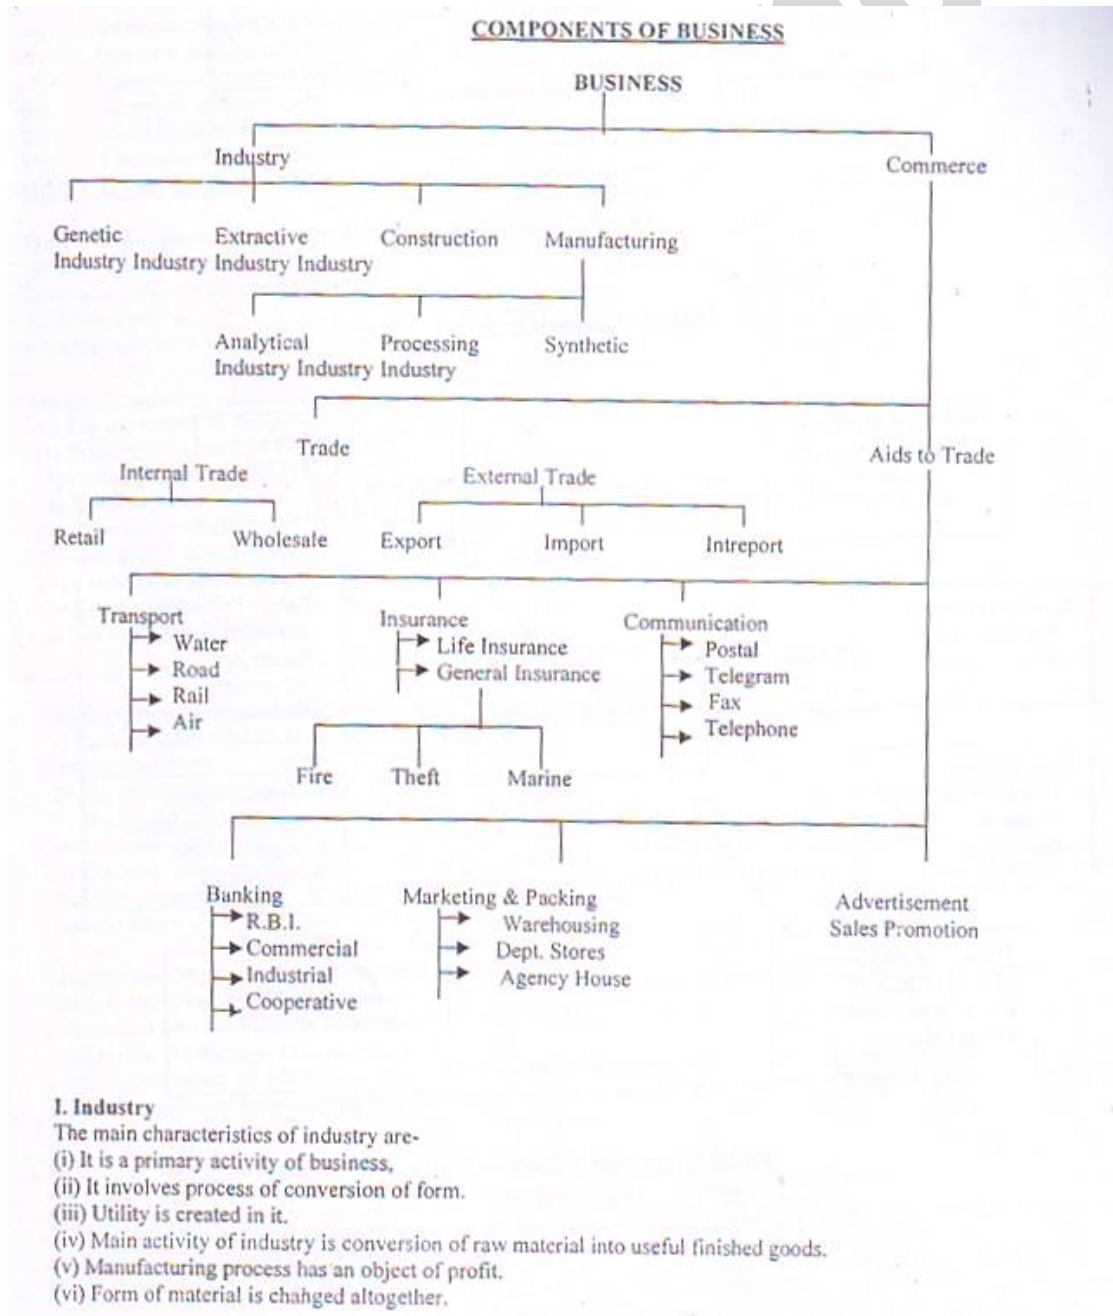 COMPONENTS OF BUSINESS
BUSINESS
Industry
Commerce
Genetic Extractive Construction Manufacturing
Industry Industry Industry Industry
Analytical Processing Synthetic
Industry Industry Industry
Trade
Aids to Trade
Internal Trade External Trade
Retail Wholesale Export Import Intreport
Transport Insurance Communication
Water Life Insurance Postal
Road General Insurance Telegram
Rail Fax
Air Telephone
Fire Theft Marine
Banking Marketing & Packing Advertisement
R.B.I. Warehousing Sales Promotion
Commercial Dept. Stores
Industrial Agency House
Cooperative
I. Industry
The main characteristics of industry are-
(i) It is a primary activity of business,
(ii) It involves process of conversion of form.
(iii) Utility is created in it.
(iv) Main activity of industry is conversion of raw material into useful finished goods.
(v) Manufacturing process has an object of profit.
(vi) Form of material is chahged altogether.